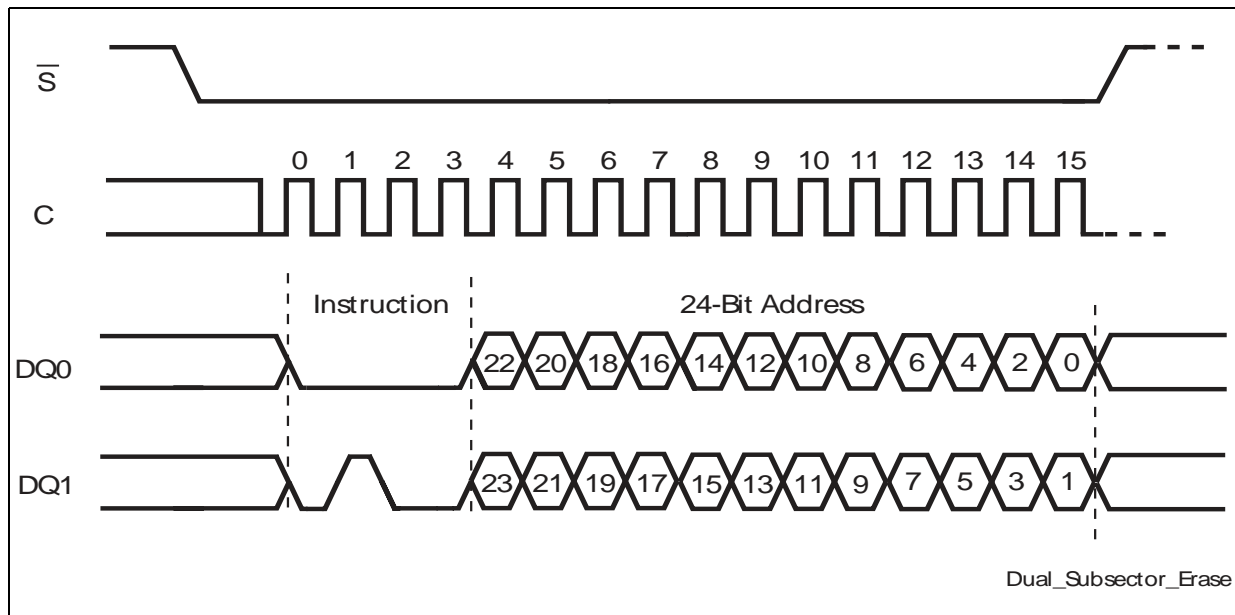 S
0 1 2 3 4 5 6 7 8 9 10 11 12 13 14 15
C
Instruction 24-Bit Address
DQ0 22 20 18 16 14 12 10 8 6 4 2 0
DQ1 23 21 19 17 15 13 11 9 7 5 3 1
Dual_Subsector_Erase